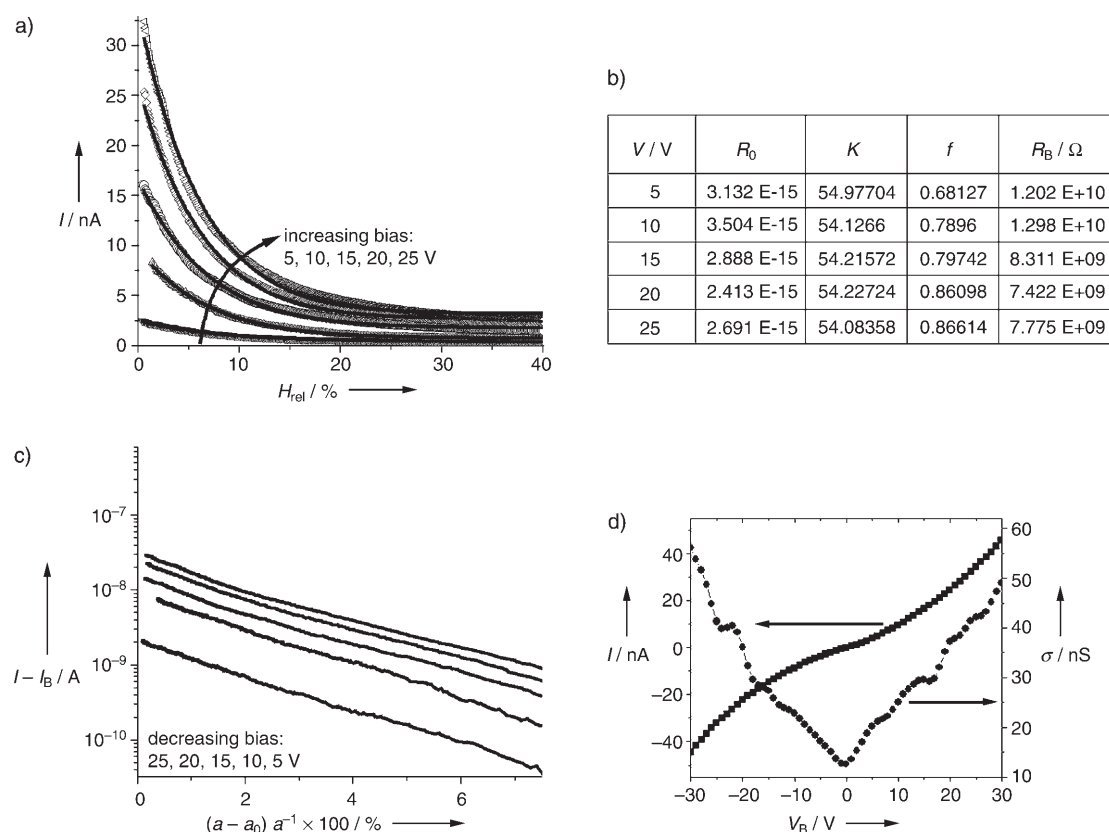 a)
30
25
20
15
10
5
0
I / nA
increasing bias:
5, 10, 15, 20, 25 V
0 10 20 30 40
H_rel / %
b)
V / V R_0 K f R_B / Ω
5 3.132 E-15 54.97704 0.68127 1.202 E+10
10 3.504 E-15 54.1266 0.7896 1.298 E+10
15 2.888 E-15 54.21572 0.79742 8.311 E+09
20 2.413 E-15 54.22724 0.86098 7.422 E+09
25 2.691 E-15 54.08358 0.86614 7.775 E+09
c)
10⁻⁷
10⁻⁸
10⁻⁹
10⁻¹⁰
I – I_B / A
decreasing bias:
25, 20, 15, 10, 5 V
0 2 4 6
(a – a_0) a⁻¹ × 100 / %
d)
40
20
0
−20
−40
I / nA
60
50
40
30
20
10
σ / nS
−30 −20 −10 0 10 20 30
V_B / V